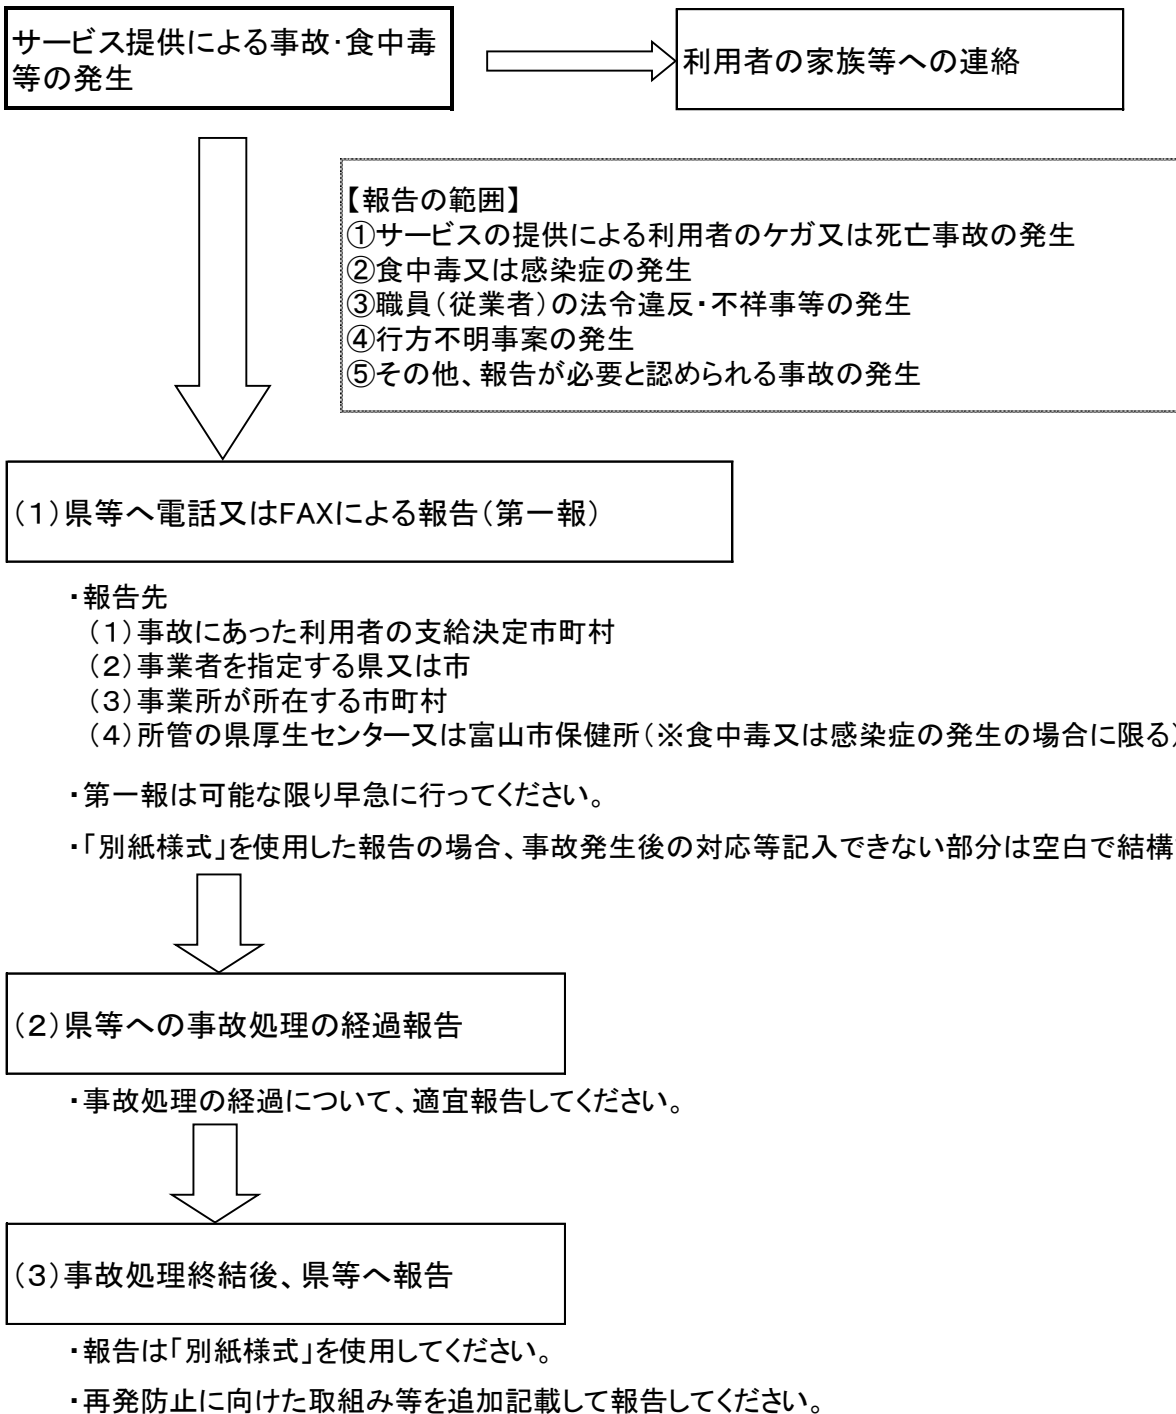 サービス提供による事故・食中毒
等の発生
利用者の家族等への連絡
【報告の範囲】
①サービスの提供による利用者のケガ又は死亡事故の発生
②食中毒又は感染症の発生
③職員（従業者）の法令違反・不祥事等の発生
④行方不明事案の発生
⑤その他、報告が必要と認められる事故の発生
（１）県等へ電話又はFAXによる報告（第一報）
・報告先
（１）事故にあった利用者の支給決定市町村
（２）事業者を指定する県又は市
（３）事業所が所在する市町村
（４）所管の県厚生センター又は富山市保健所（※食中毒又は感染症の発生の場合に限る）
・第一報は可能な限り早急に行ってください。
・「別紙様式」を使用した報告の場合、事故発生後の対応等記入できない部分は空白で結構
（２）県等への事故処理の経過報告
・事故処理の経過について、適宜報告してください。
（３）事故処理終結後、県等へ報告
・報告は「別紙様式」を使用してください。
・再発防止に向けた取組み等を追加記載して報告してください。